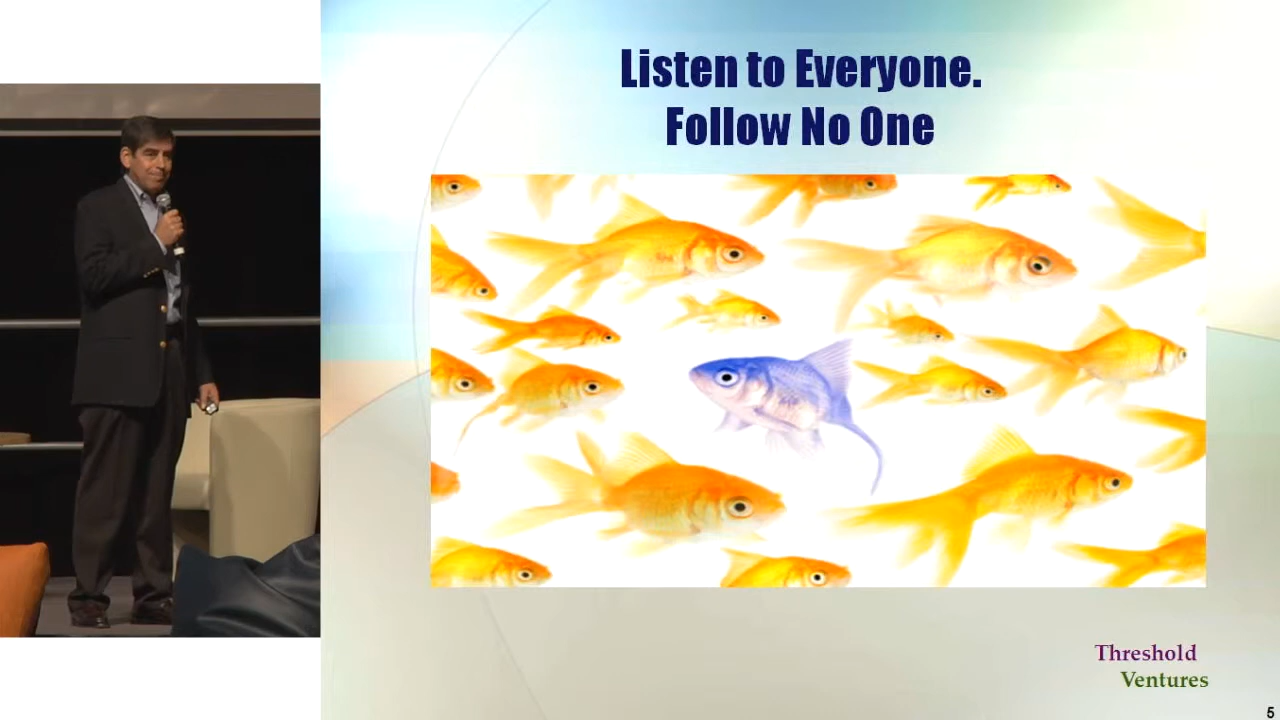 Listen to Everyone.
Follow No One
Threshold
Ventures
5